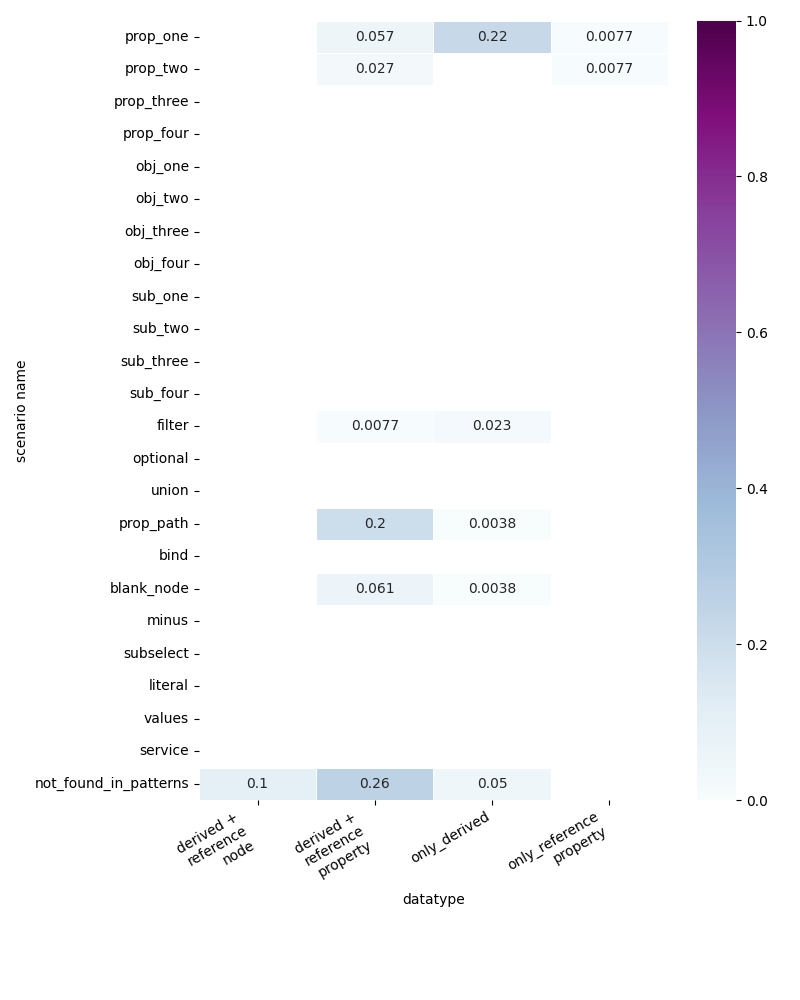 prop_one 0.057 0.22 0.0077
prop_two 0.027 0.0077
prop_three
prop_four
obj_one
obj_two
obj_three
obj_four
sub_one
sub_two
sub_three
sub_four
filter 0.0077 0.023
optional
union
prop_path 0.2 0.0038
bind
blank_node 0.061 0.0038
minus
subselect
literal
values
service
not_found_in_patterns 0.1 0.26 0.05
scenario name
derived +
reference
node
derived +
reference
property
only_derived
only_reference
property
datatype
1.0
0.8
0.6
0.4
0.2
0.0